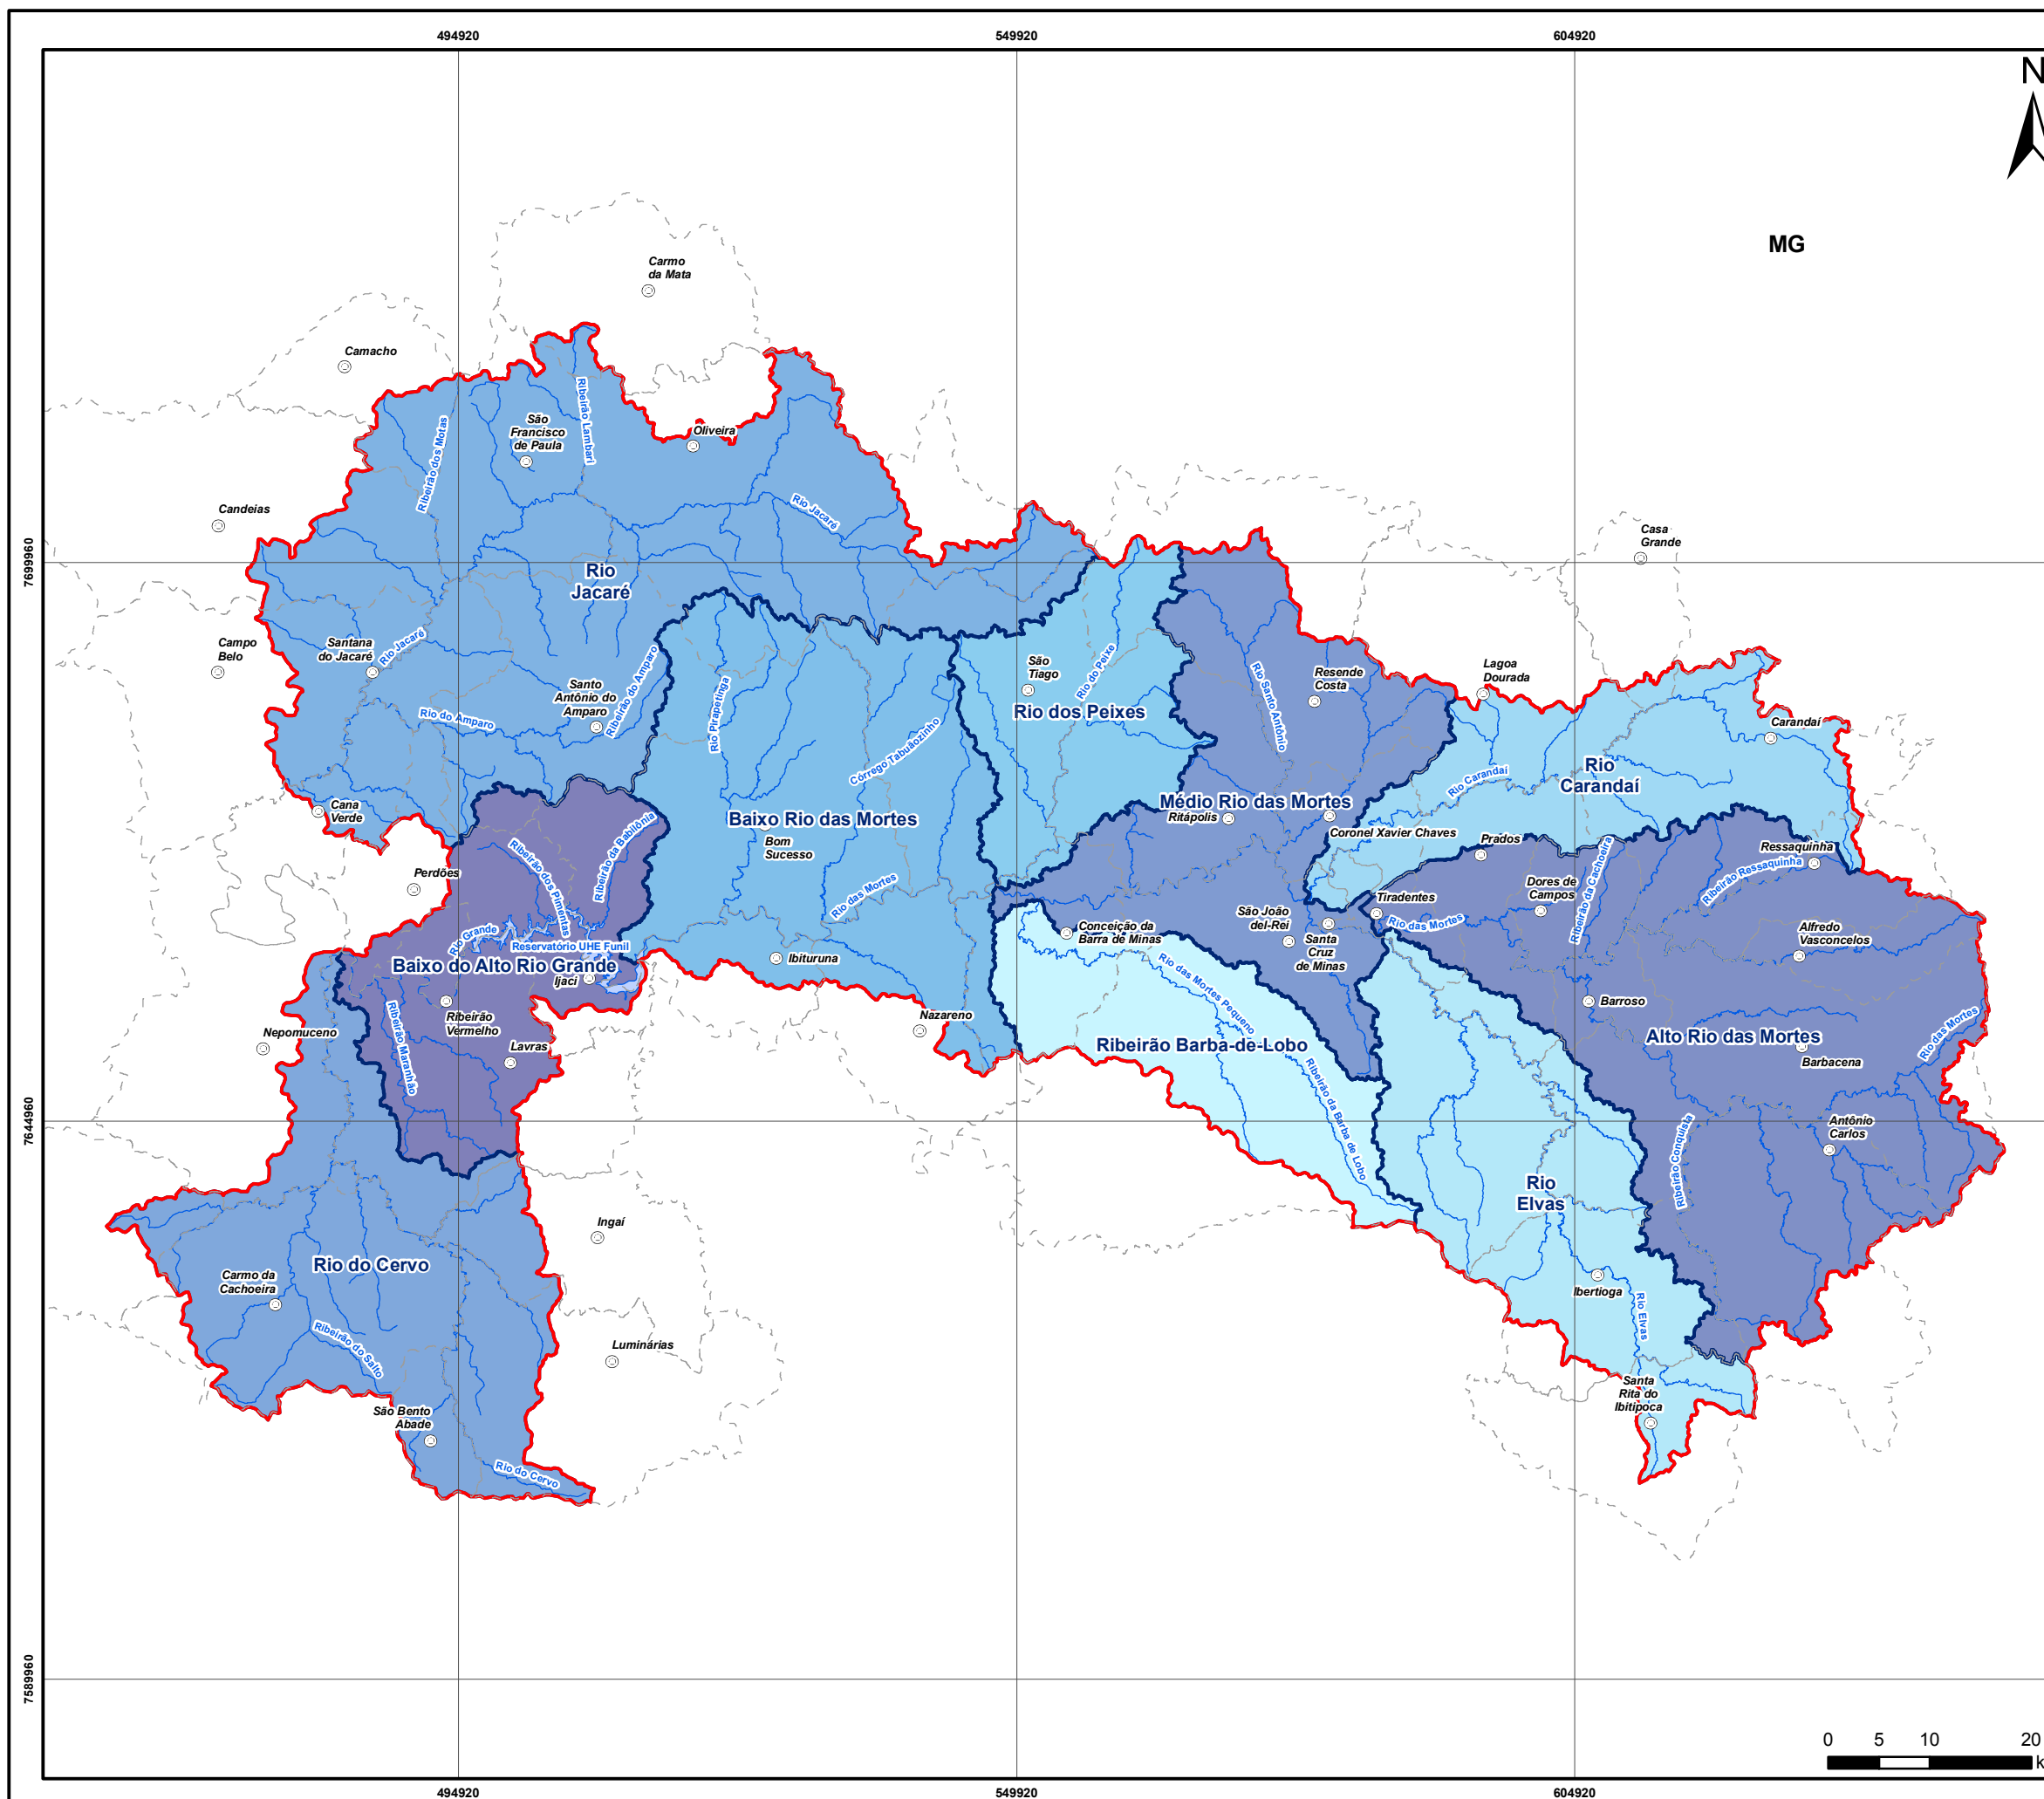 494920
549920
604920
N
MG
Carmo
da Mata
Camacho
São
Francisco
de Paula
Oliveira
Ribeirão dos Motas
Ribeirão Lambari
Rio Jacaré
Candeias
Casa
Grande
7699960
Rio
Jacaré
Campo
Belo
Santana
do Jacaré
Rio Jacaré
Santo
Antônio do
Amparo
Ribeirão do Amparo
Rio do Amparo
Rio Pirapetinga
Córrego Tabuãozinho
São
Tiago
Rio do Peixe
Rio dos Peixes
Rio Santo Antônio
Resende
Costa
Lagoa
Dourada
Carandaí
Rio
Carandaí
Rio Carandaí
Cana
Verde
Baixo Rio das Mortes
Bom
Sucesso
Médio Rio das Mortes
Ritápolis
Coronel Xavier Chaves
Prados
Ressaquinha
Ribeirão Ressaquinha
Perdões
Ribeirão dos Pimentas
Ribeirão da Babilônia
Rio das Mortes
Dores de
Campos
Ribeirão da Cachoeira
Tiradentes
Rio das Mortes
São João
del-Rei
Santa
Cruz
de Minas
Alfredo
Vasconcelos
Conceição da
Barra de Minas
Rio Grande
Reservatório UHE Funil
Baixo do Alto Rio Grande
Ijaci
Ibituruna
Rio das Mortes Pequeno
Barroso
Ribeirão
Vermelho
Ribeirão Maranhão
Lavras
Nepomuceno
Nazareno
Ribeirão Barba-de-Lobo
Ribeirão da Barba de Lobo
Alto Rio das Mortes
Barbacena
Rio das Mortes
7644960
Ribeirão Conquista
Antônio
Carlos
Rio
Elvas
Ingaí
Rio do Cervo
Carmo da
Cachoeira
Ibertioga
Rio Elvas
Ribeirão do Salto
Luminárias
Santa
Rita do
Ibitipoca
São Bento
Abade
Rio do Cervo
7589960
0 5 10 20
k
494920
549920
604920